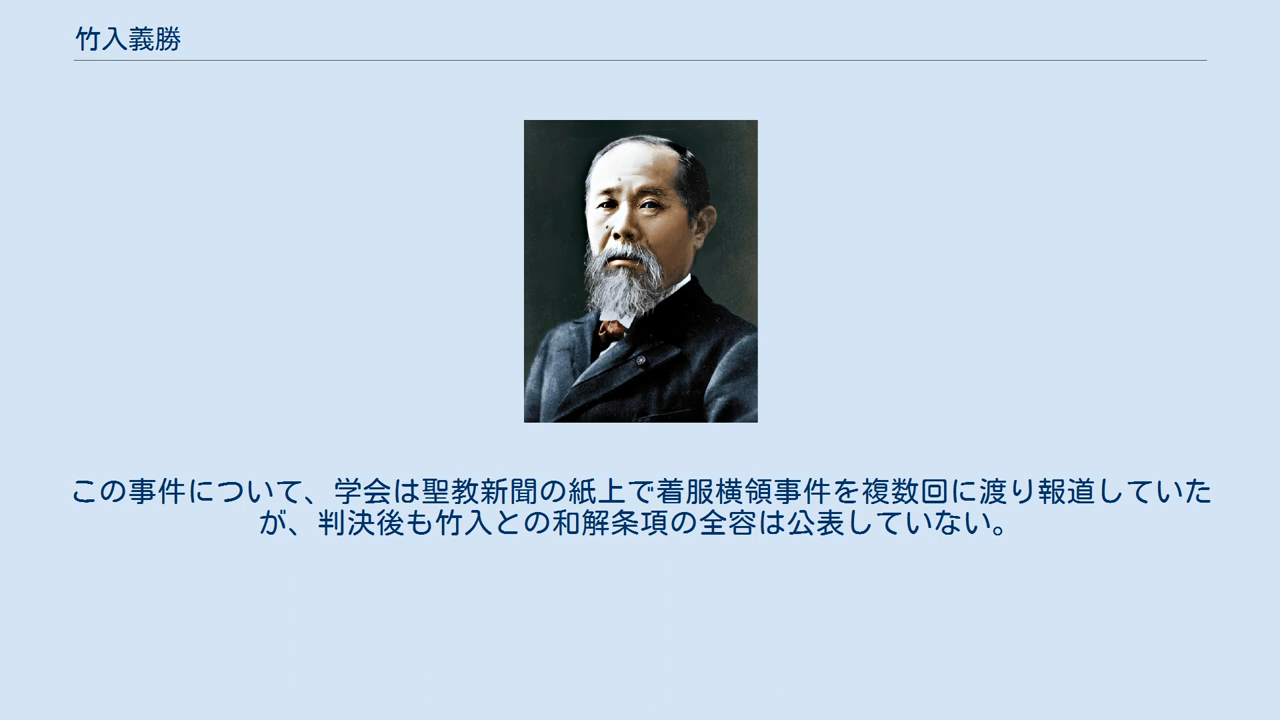 竹入義勝
この事件について、学会は聖教新聞の紙上で着服横領事件を複数回に渡り報道していた
が、判決後も竹入との和解条項の全容は公表していない。